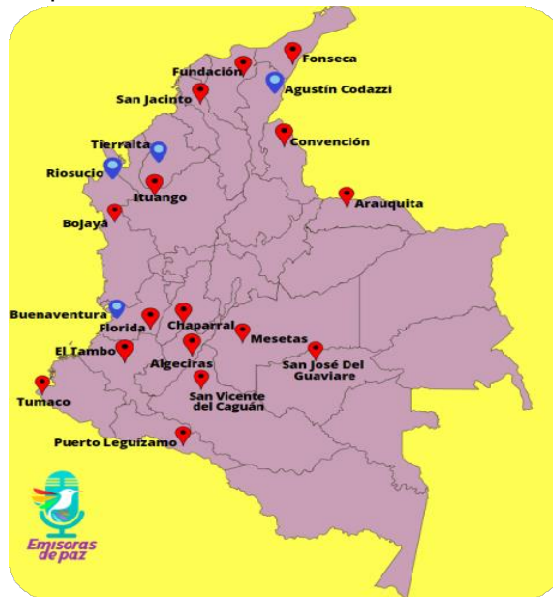 Fonseca
Fundación
Agustín Codazzi
San Jacinto
Convención
Tierralta
Riosucio
Ituango
Arauquita
Bojayá
Buenaventura
Florida
Chaparral
Mesetas
El Tambo
Algeciras
San José Del
Guaviare
Tumaco
San Vicente
del Caguán
Puerto Leguízamo
Emisoras
de paz